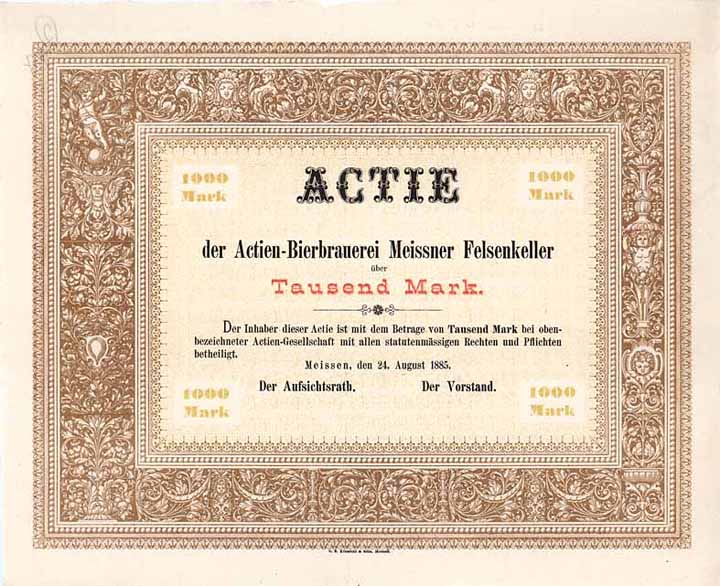 1000 Mark
1000 Mark
ACTIE
der Actien-Bierbrauerei Meissner Felsenkeller
über
Tausend Mark.
Der Inhaber dieser Actie ist mit dem Betrage von Tausend Mark bei oben-
bezeichneter Actien-Gesellschaft mit allen statutenmässigen Rechten und Pflichten
betheiligt.
Meissen, den 24. August 1885.
Der Aufsichtsrath. Der Vorstand.
1000 Mark
1000 Mark